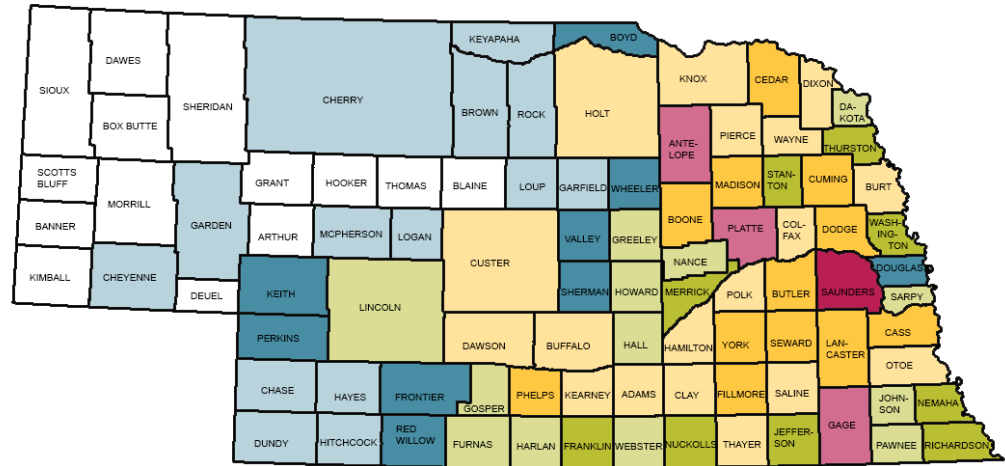 KEYAPAHA
BOYD
DAWES
SIOUX
SHERIDAN
CHERRY
BROWN
ROCK
HOLT
KNOX
CEDAR
DIXON
DA-
KOTA
BOX BUTTE
ANTE-
LOPE
PIERCE
WAYNE
THURSTON
SCOTTS
BLUFF
MORRILL
GARDEN
GRANT
HOOKER
THOMAS
BLAINE
LOUP
GARFIELD
WHEELER
MADISON
STAN-
TON
CUMING
BURT
BANNER
ARTHUR
MCPHERSON
LOGAN
CUSTER
VALLEY
GREELEY
BOONE
PLATTE
COL-
FAX
DODGE
WASH-
ING-
TON
KIMBALL
CHEYENNE
DEUEL
KEITH
LINCOLN
SHERMAN
HOWARD
NANCE
MERRICK
POLK
BUTLER
SAUNDERS
DOUGLAS
SARPY
PERKINS
DAWSON
BUFFALO
HALL
HAMILTON
YORK
SEWARD
LAN-
CASTER
CASS
OTOE
CHASE
HAYES
FRONTIER
GOSPER
PHELPS
KEARNEY
ADAMS
CLAY
FILLMORE
SALINE
JOHN-
SON
NEMAHA
DUNDY
HITCHCOCK
RED
WILLOW
FURNAS
HARLAN
FRANKLIN
WEBSTER
NUCKOLLS
THAYER
JEFFER-
SON
GAGE
PAWNEE
RICHARDSON